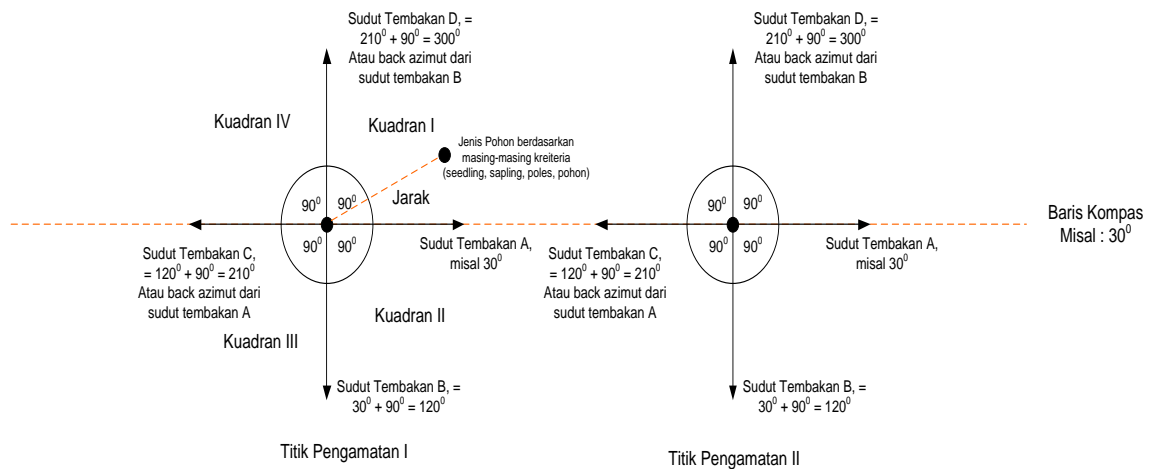 Sudut Tembakan D, =
210⁰ + 90⁰ = 300⁰
Atau back azimut dari
sudut tembakan B
Sudut Tembakan D, =
210⁰ + 90⁰ = 300⁰
Atau back azimut dari
sudut tembakan B
Kuadran IV
Kuadran I
Jenis Pohon berdasarkan
masing-masing kreiteria
(seedling, sapling, poles, pohon)
90⁰
90⁰
Jarak
90⁰
90⁰
90⁰
90⁰
90⁰
90⁰
Baris Kompas
Misal : 30⁰
Sudut Tembakan C,
= 120⁰ + 90⁰ = 210⁰
Atau back azimut dari
sudut tembakan A
Sudut Tembakan A,
misal 30⁰
Sudut Tembakan C,
= 120⁰ + 90⁰ = 210⁰
Atau back azimut dari
sudut tembakan A
Sudut Tembakan A,
misal 30⁰
Kuadran II
Kuadran III
Sudut Tembakan B, =
30⁰ + 90⁰ = 120⁰
Sudut Tembakan B, =
30⁰ + 90⁰ = 120⁰
Titik Pengamatan I
Titik Pengamatan II